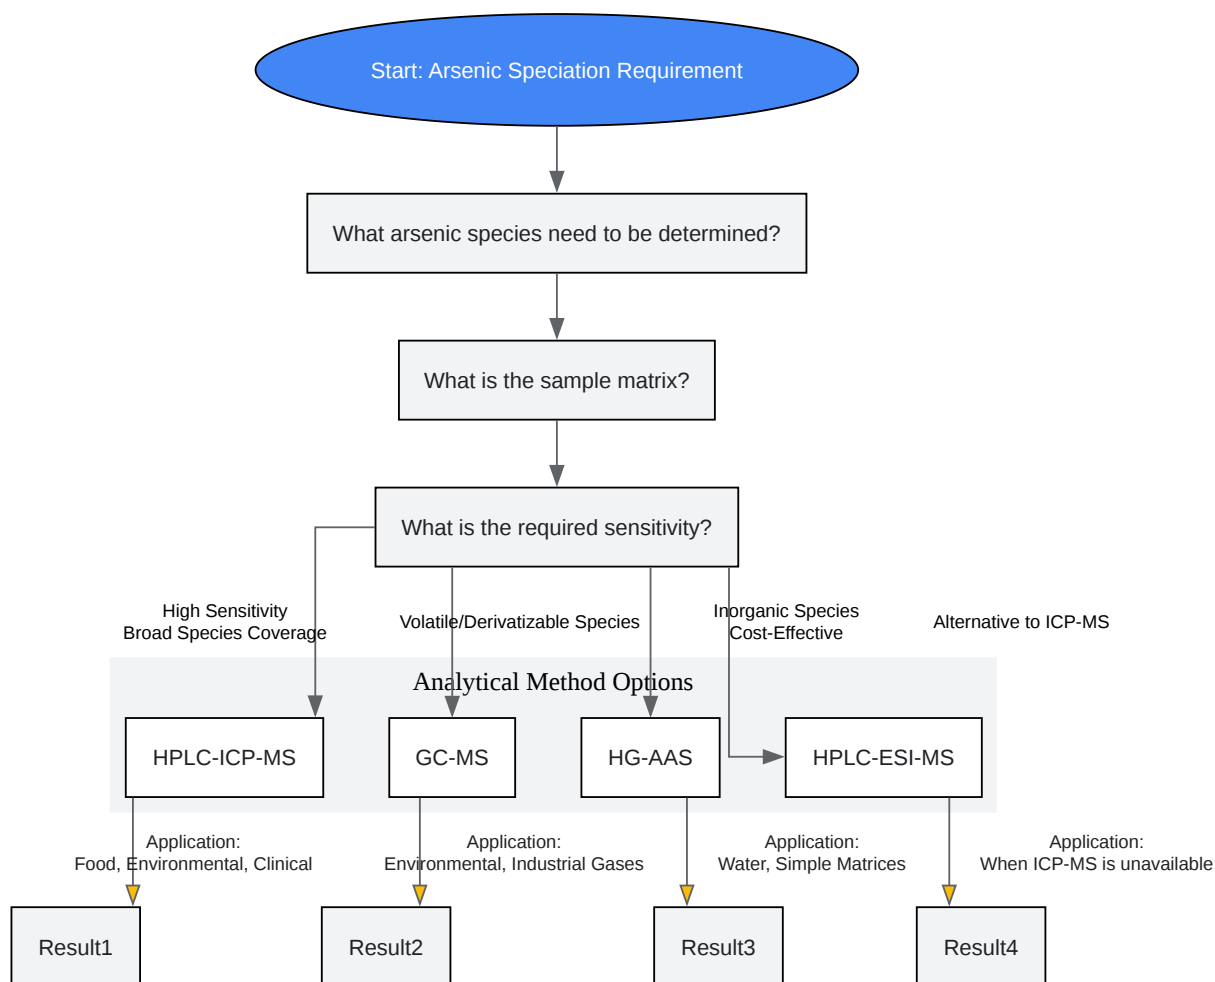 Start: Arsenic Speciation Requirement
What arsenic species need to be determined?
What is the sample matrix?
What is the required sensitivity?
High Sensitivity
Broad Species Coverage
Volatile/Derivatizable Species
Inorganic Species
Cost-Effective
Alternative to ICP-MS
Analytical Method Options
HPLC-ICP-MS
GC-MS
HG-AAS
HPLC-ESI-MS
Application:
Food, Environmental, Clinical
Application:
Environmental, Industrial Gases
Application:
Water, Simple Matrices
Application:
When ICP-MS is unavailable
Result1
Result2
Result3
Result4